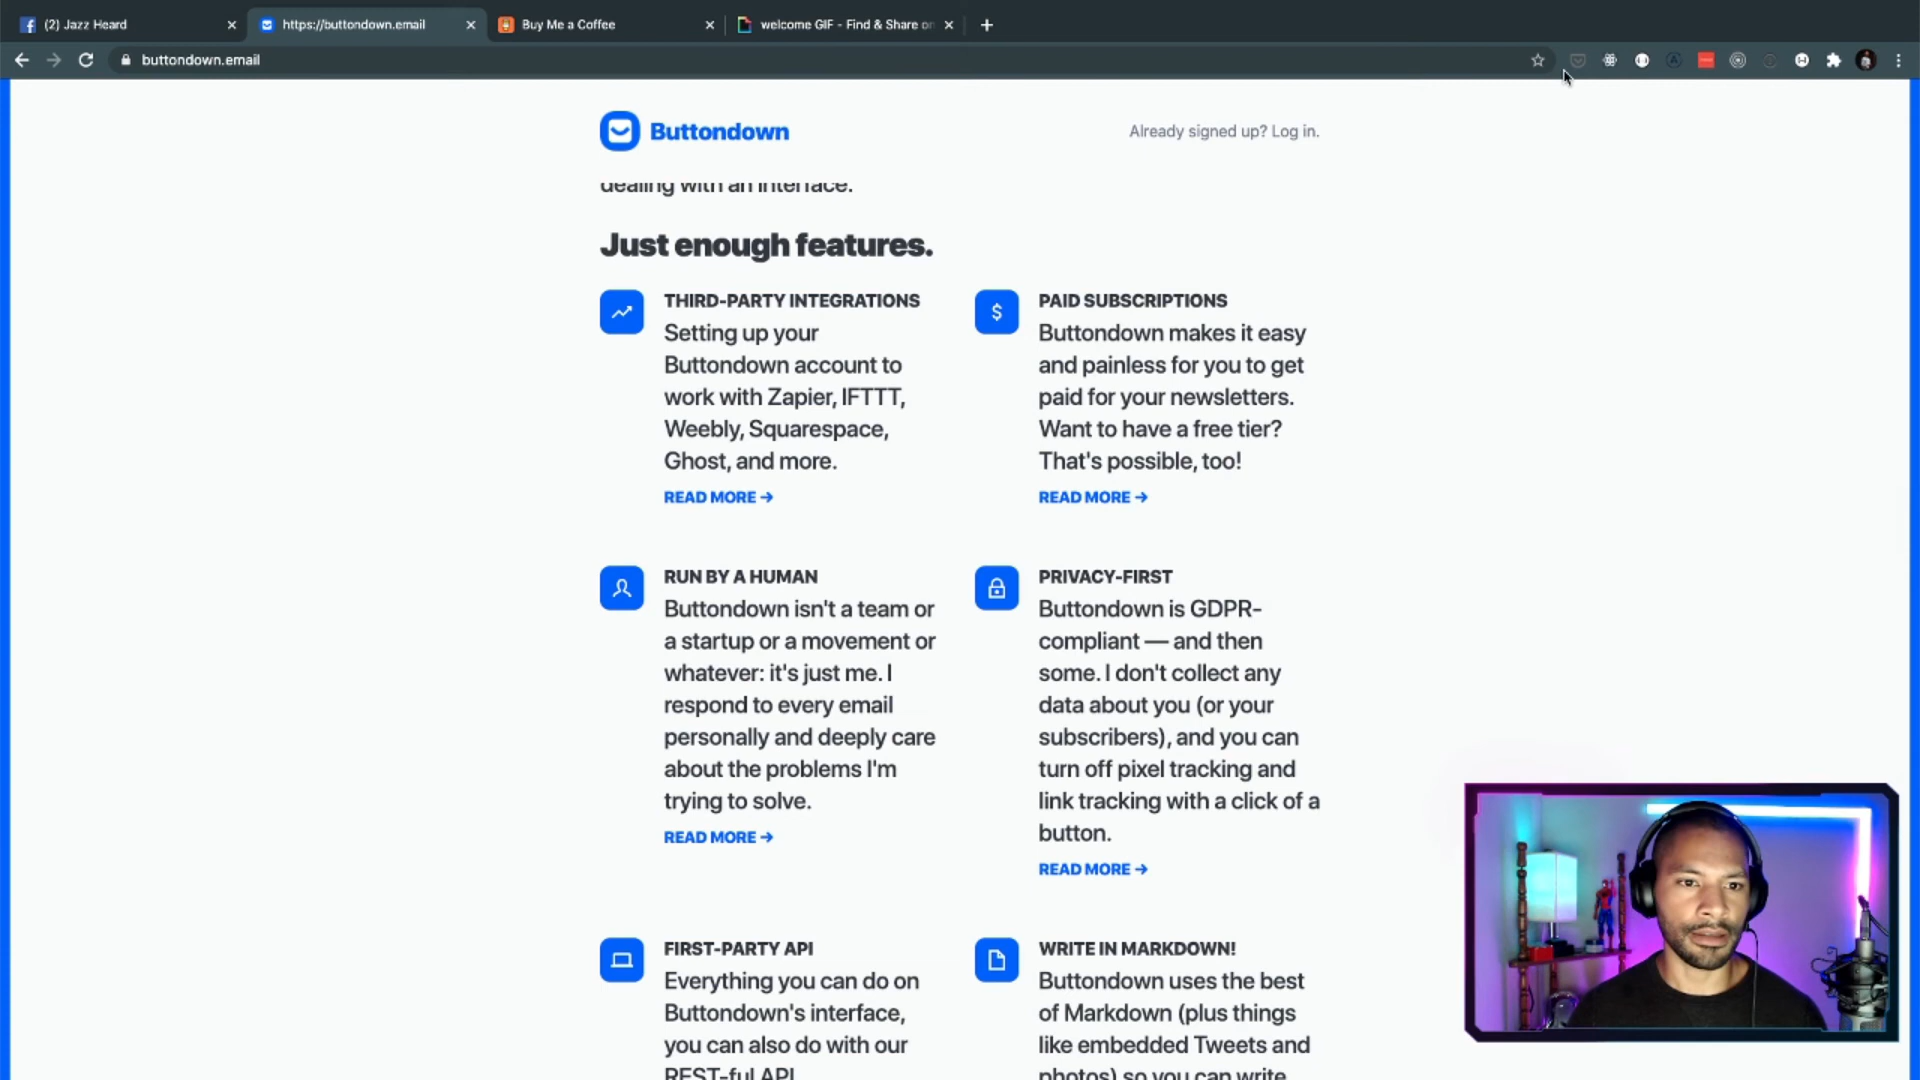 (2) Jazz Heard
https://buttondown.email
Buy Me a Coffee
welcome GIF - Find & Share on
buttondown.email
Buttondown
Already signed up? Log in.
dealing with an interface.
Just enough features.
THIRD-PARTY INTEGRATIONS
Setting up your
Buttondown account to
work with Zapier, IFTTT,
Weebly, Squarespace,
Ghost, and more.
READ MORE →
PAID SUBSCRIPTIONS
Buttondown makes it easy
and painless for you to get
paid for your newsletters.
Want to have a free tier?
That's possible, too!
READ MORE →
RUN BY A HUMAN
Buttondown isn't a team or
a startup or a movement or
whatever: it's just me. I
respond to every email
personally and deeply care
about the problems I'm
trying to solve.
READ MORE →
PRIVACY-FIRST
Buttondown is GDPR-
compliant — and then
some. I don't collect any
data about you (or your
subscribers), and you can
turn off pixel tracking and
link tracking with a click of a
button.
READ MORE →
FIRST-PARTY API
Everything you can do on
Buttondown's interface,
you can also do with our
REST-ful API
WRITE IN MARKDOWN!
Buttondown uses the best
of Markdown (plus things
like embedded Tweets and
photos) so you can write